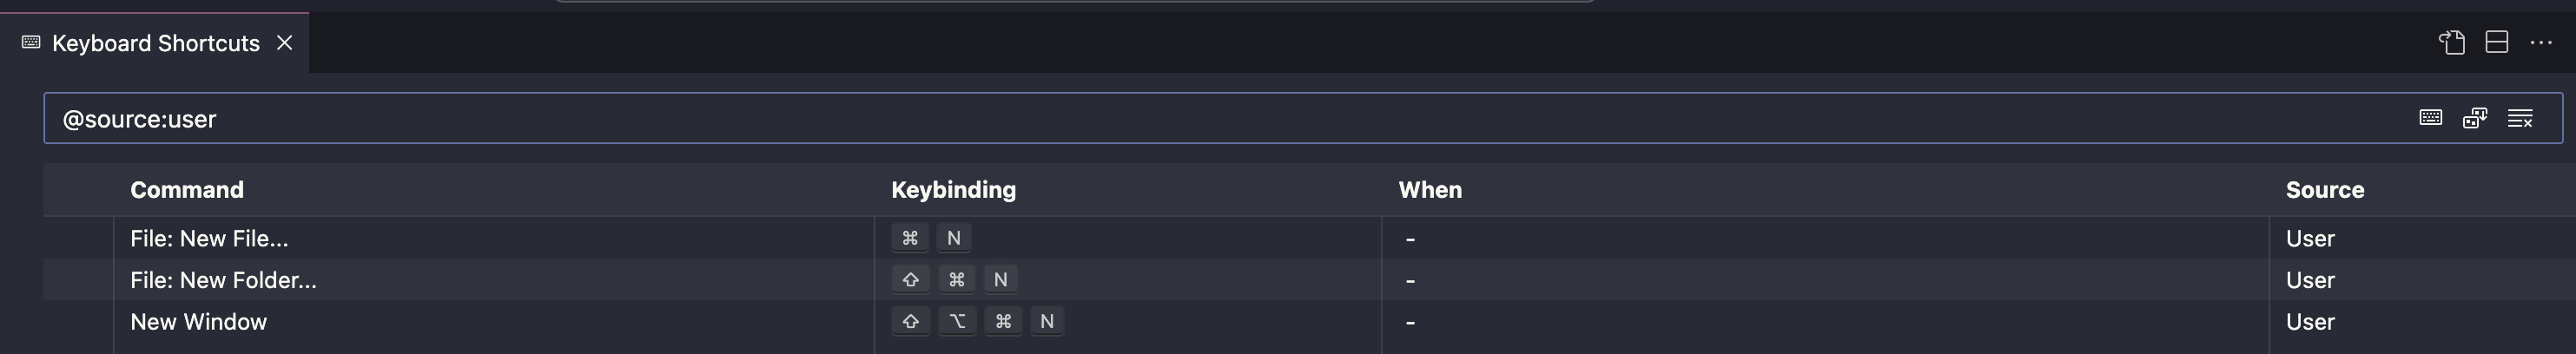 Keyboard Shortcuts
@source:user
Command Keybinding When Source
File: New File... ⌘ N - User
File: New Folder... ⇧ ⌘ N - User
New Window ⇧ ⌥ ⌘ N - User